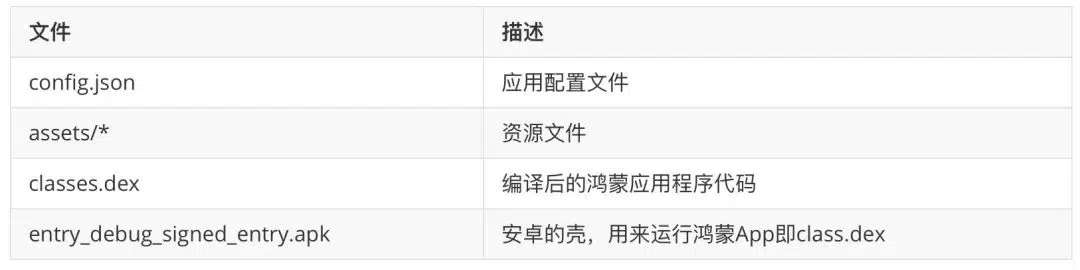 文件 描述
config.json 应用配置文件
assets/* 资源文件
classes.dex 编译后的鸿蒙应用程序代码
entry_debug_signed_entry.apk 安卓的壳，用来运行鸿蒙App即class.dex